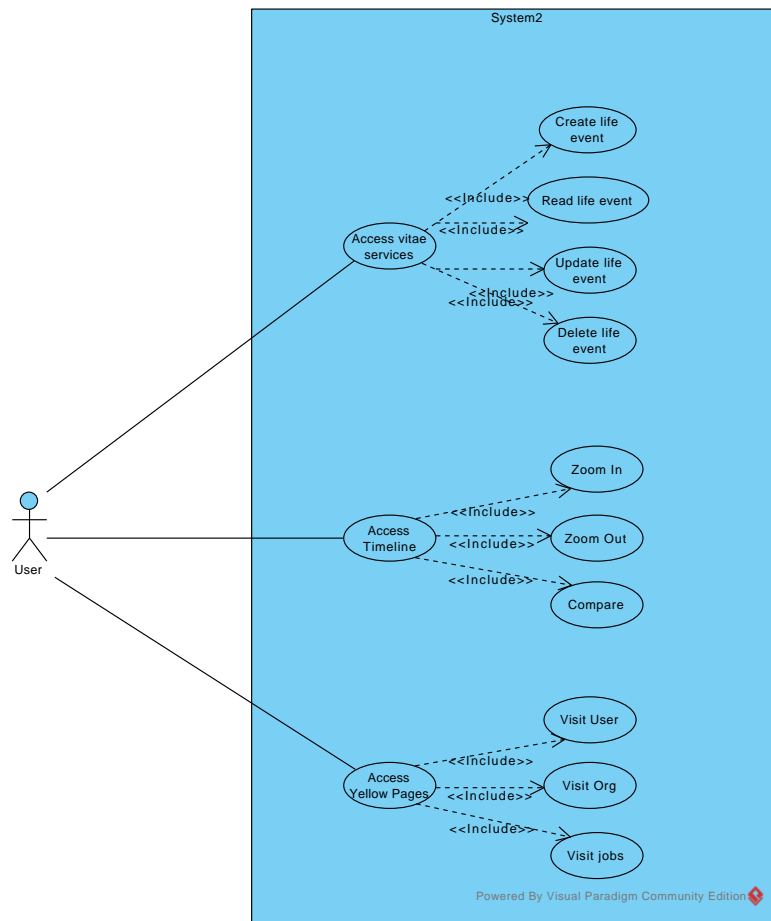 System2
Create life
event
<<Include>>
Read life event
<<Include>>
Access vitae
services
Update life
event
<<Include>>
<<Include>>
Delete life
event
Zoom In
<<Include>>
Access
Timeline
Zoom Out
<<Include>>
User
<<Include>>
Compare
Visit User
<<Include>>
Access
Yellow Pages
Visit Org
<<Include>>
<<Include>>
Visit jobs
Powered By Visual Paradigm Community Edition